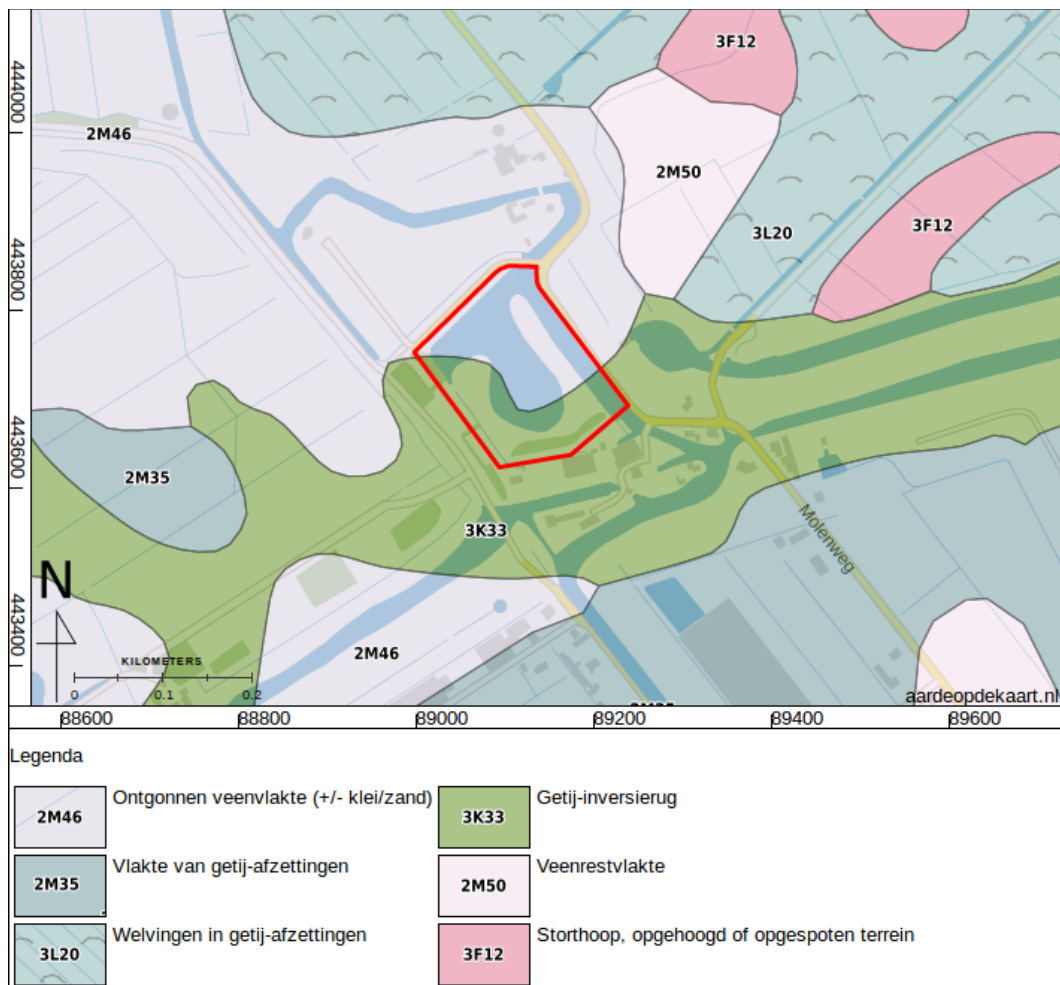 3F12
444000
2M46
2M50
3L20
3F12
443800
2M35
443600
3K33
Molenweg
N
443400
2M46
KILOMETERS
0
0.1
0.2
aardeopdekaart.nl
88600
88800
89000
89200
89400
89600
Legenda
2M46
Ontgonnen veenvlakte (+/- klei/zand)
3K33
Getij-inversierug
2M35
Vlakte van getij-afzettingen
2M50
Veenrestvlakte
3L20
Welvingen in getij-afzettingen
3F12
Storthoop, opgehoogd of opgespoten terrein